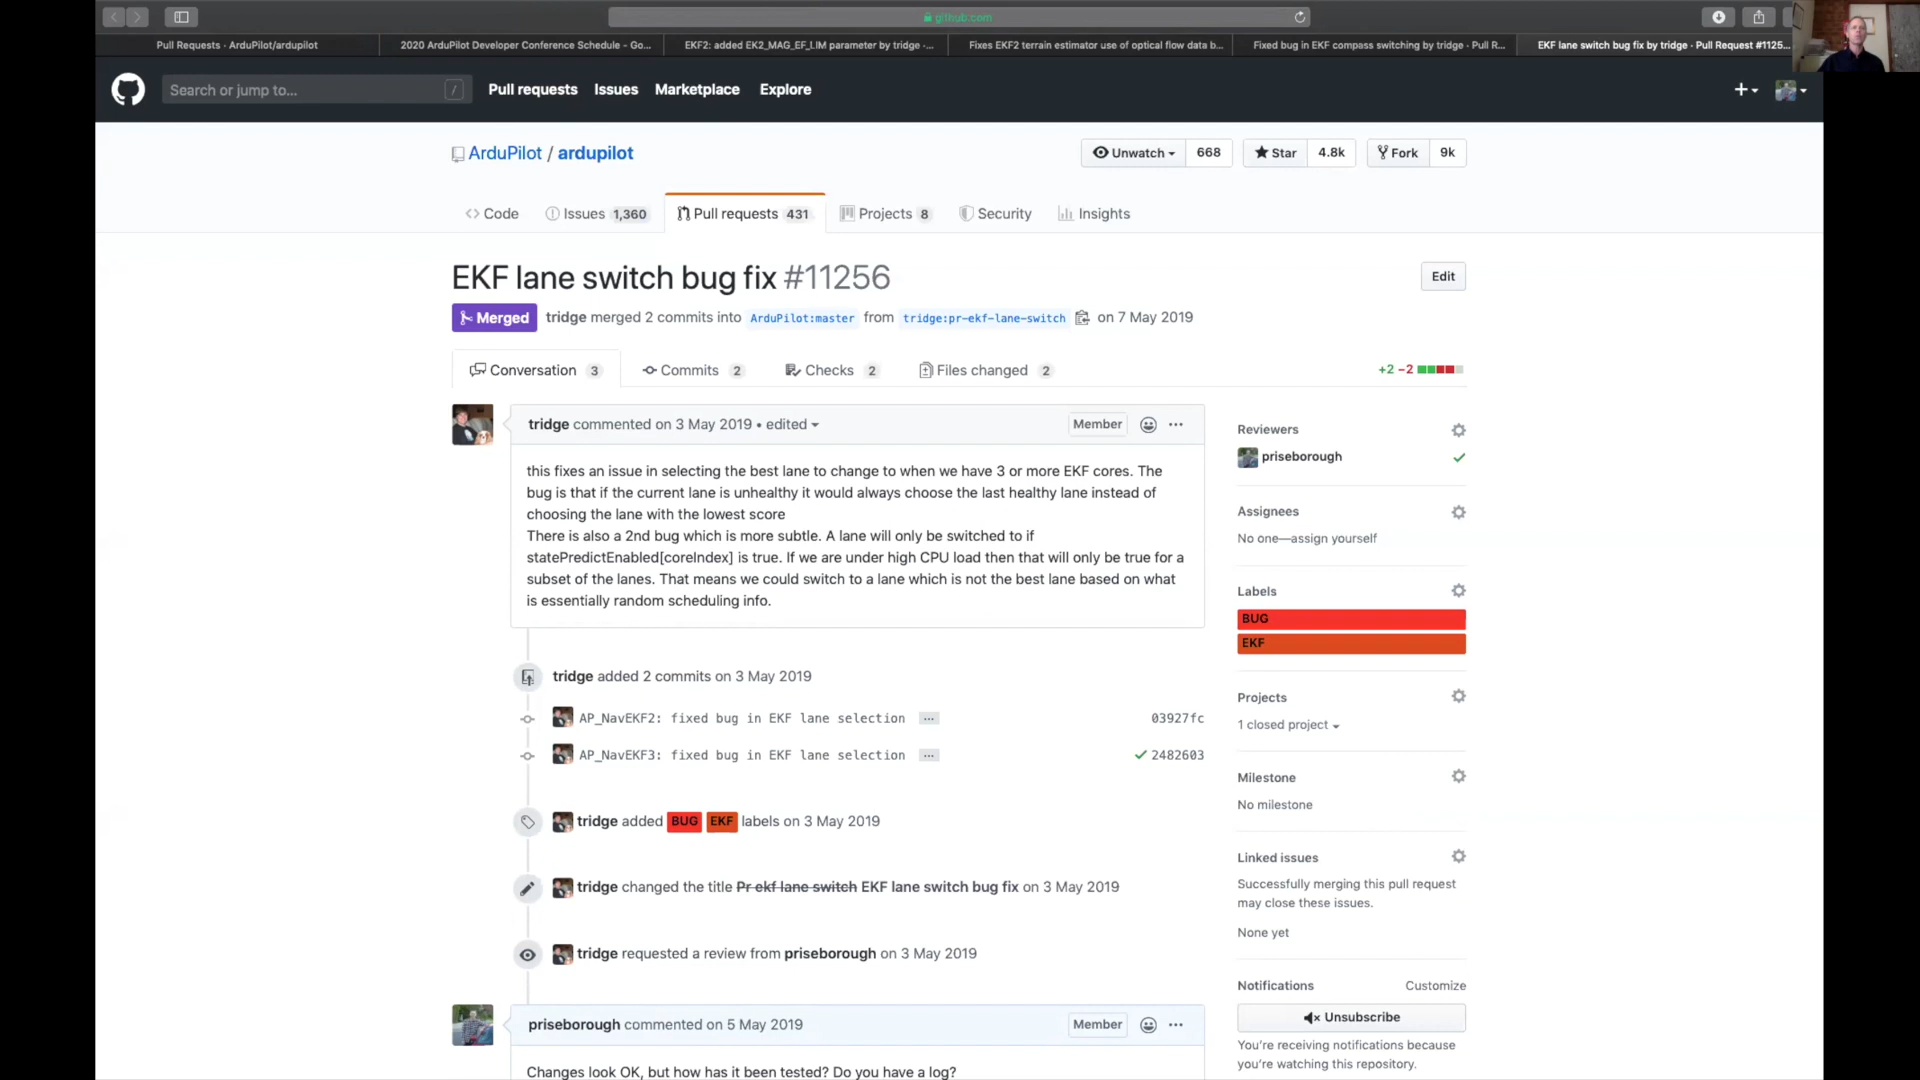 github.com
Pull Requests · ArduPilot/ardupilot
2020 ArduPilot Developer Conference Schedule - Go...
EKF2: added EK2_MAG_EF_LIM parameter by tridge ·...
Fixes EKF2 terrain estimator use of optical flow data b...
Fixed bug in EKF compass switching by tridge · Pull R...
EKF lane switch bug fix by tridge · Pull Request #1125...
Search or jump to... /
Pull requests Issues Marketplace Explore
ArduPilot / ardupilot
Unwatch 668 Star 4.8k Fork 9k
Code Issues 1,360 Pull requests 431 Projects 8 Security Insights
EKF lane switch bug fix #11256
Edit
Merged tridge merged 2 commits into ArduPilot:master from tridge:pr-ekf-lane-switch on 7 May 2019
Conversation 3 Commits 2 Checks 2 Files changed 2
+2 −2
tridge commented on 3 May 2019 • edited
Member
this fixes an issue in selecting the best lane to change to when we have 3 or more EKF cores. The
bug is that if the current lane is unhealthy it would always choose the last healthy lane instead of
choosing the lane with the lowest score
There is also a 2nd bug which is more subtle. A lane will only be switched to if
statePredictEnabled[coreIndex] is true. If we are under high CPU load then that will only be true for a
subset of the lanes. That means we could switch to a lane which is not the best lane based on what
is essentially random scheduling info.
tridge added 2 commits on 3 May 2019
AP_NavEKF2: fixed bug in EKF lane selection ... 03927fc
AP_NavEKF3: fixed bug in EKF lane selection ... 2482603
tridge added BUG EKF labels on 3 May 2019
tridge changed the title Pr ekf lane switch EKF lane switch bug fix on 3 May 2019
tridge requested a review from priseborough on 3 May 2019
priseborough commented on 5 May 2019
Member
Changes look OK, but how has it been tested? Do you have a log?
Reviewers
priseborough
Assignees
No one—assign yourself
Labels
BUG
EKF
Projects
1 closed project
Milestone
No milestone
Linked issues
Successfully merging this pull request
may close these issues.
None yet
Notifications Customize
Unsubscribe
You're receiving notifications because
you're watching this repository.